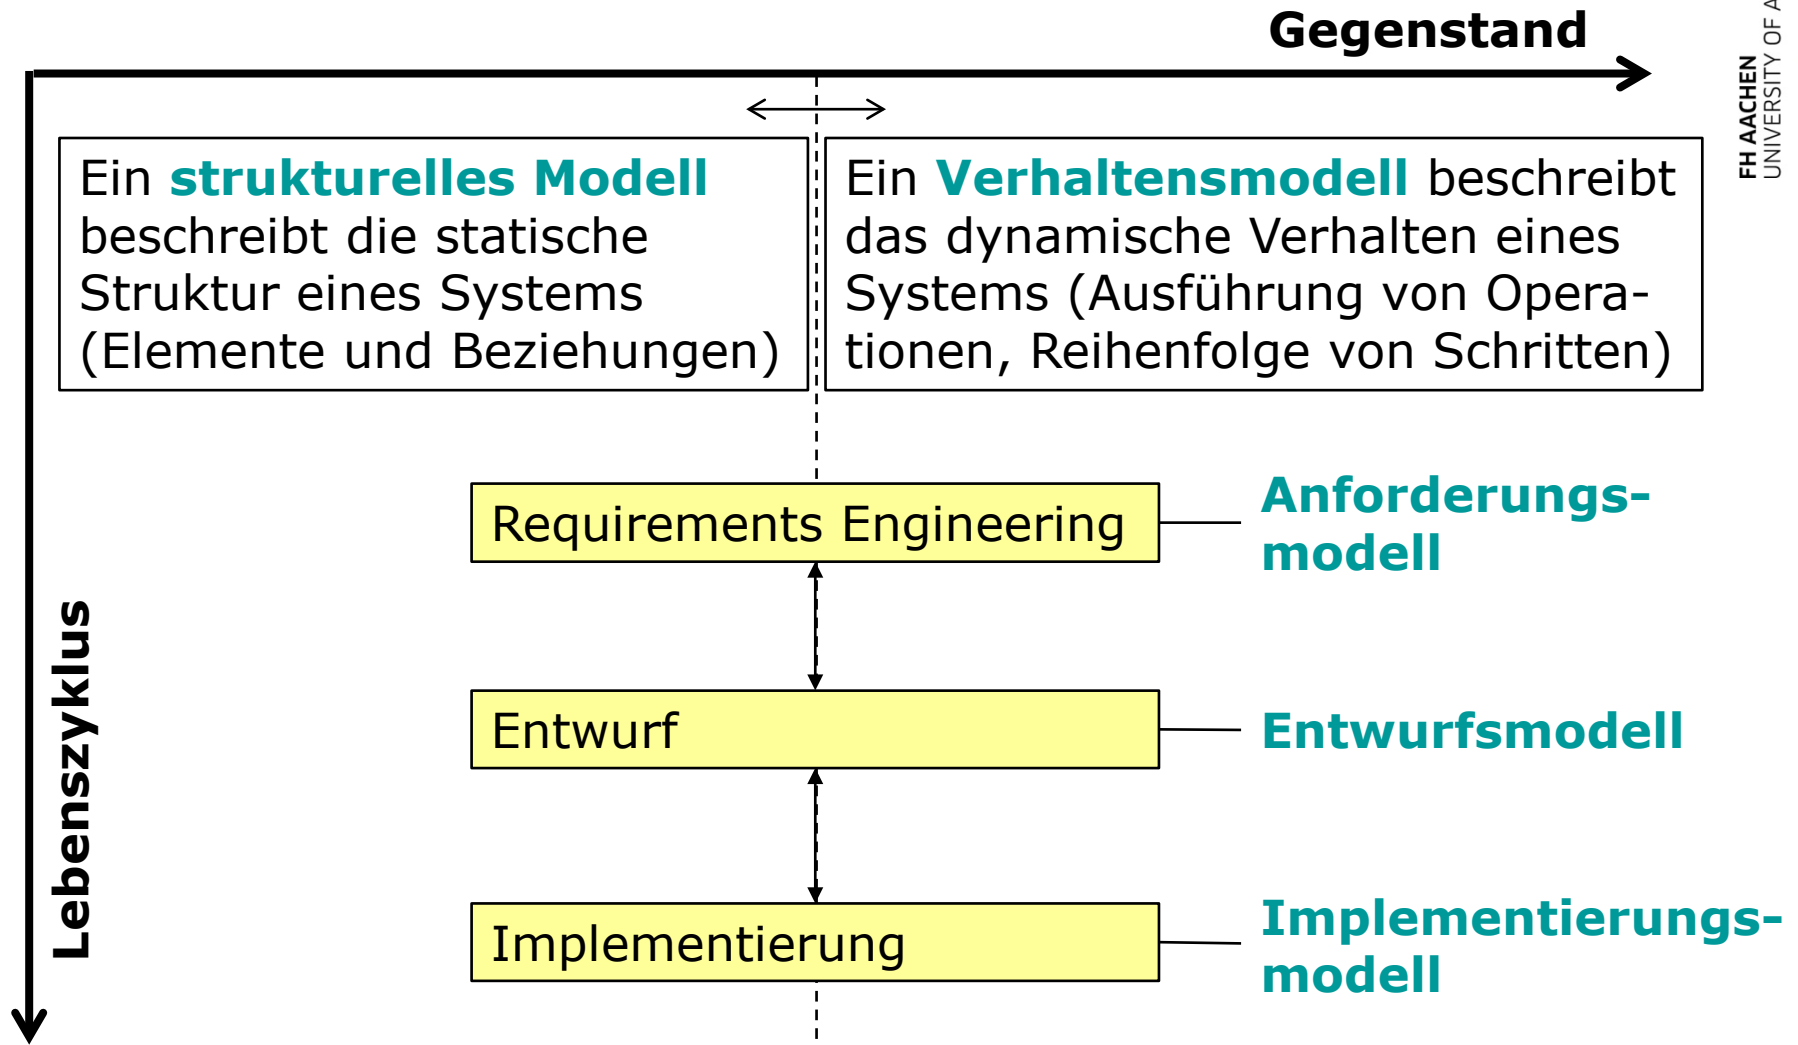 Gegenstand
FH AACHEN
UNIVERSITY OF A
Ein strukturelles Modell
beschreibt die statische
Struktur eines Systems
(Elemente und Beziehungen)
Ein Verhaltensmodell beschreibt
das dynamische Verhalten eines
Systems (Ausführung von Opera-
tionen, Reihenfolge von Schritten)
Lebenszyklus
Requirements Engineering
Anforderungs-
modell
Entwurf
Entwurfsmodell
Implementierung
Implementierungs-
modell